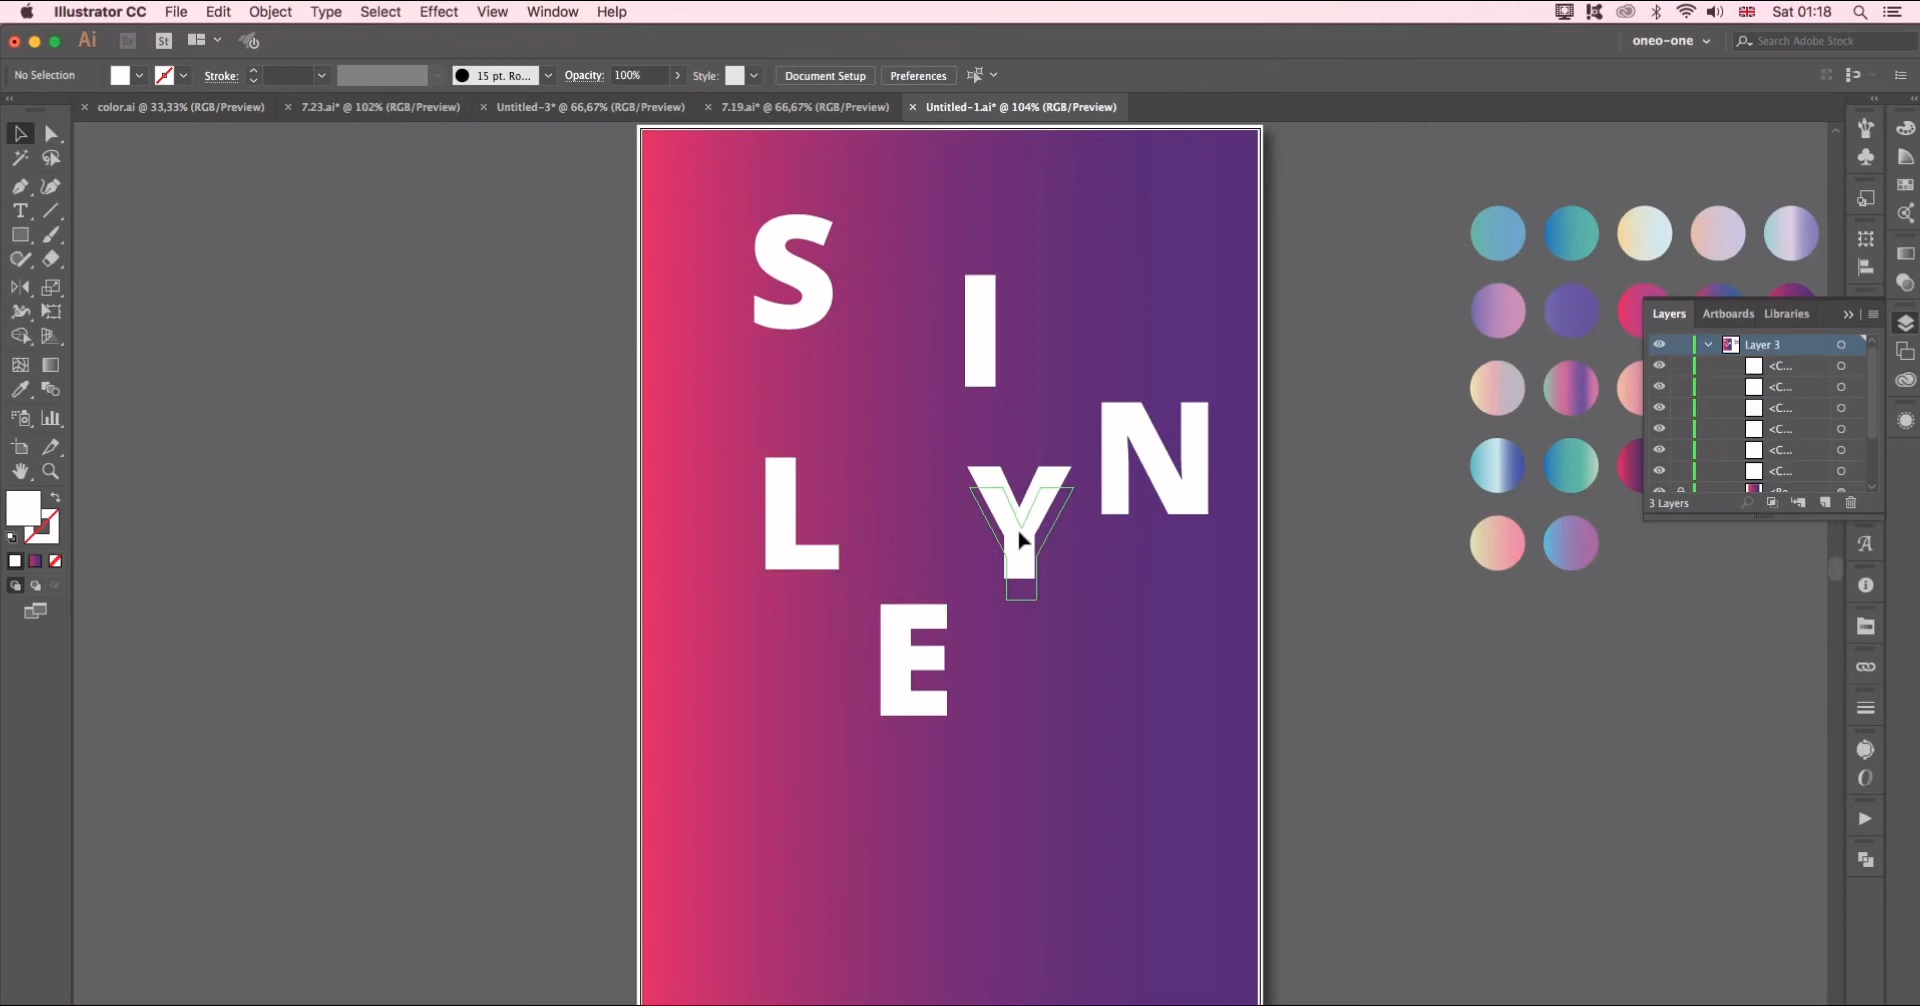 Illustrator CC File Edit Object Type Select Effect View Window Help Sat 01:18
Ai Br St oneo-one Search Adobe Stock
No Selection Stroke: 15 pt. Ro... Opacity: 100% Style: Document Setup Preferences
color.ai @ 33,33% (RGB/Preview) 7.23.ai* @ 102% (RGB/Preview) Untitled-3* @ 66,67% (RGB/Preview) 7.19.ai* @ 66,67% (RGB/Preview) Untitled-1.ai* @ 104% (RGB/Preview)
S
I
N
L
Y
E
Layers Artboards Libraries
Layer 3
<C...
<C...
<C...
<C...
<C...
<C...
3 Layers